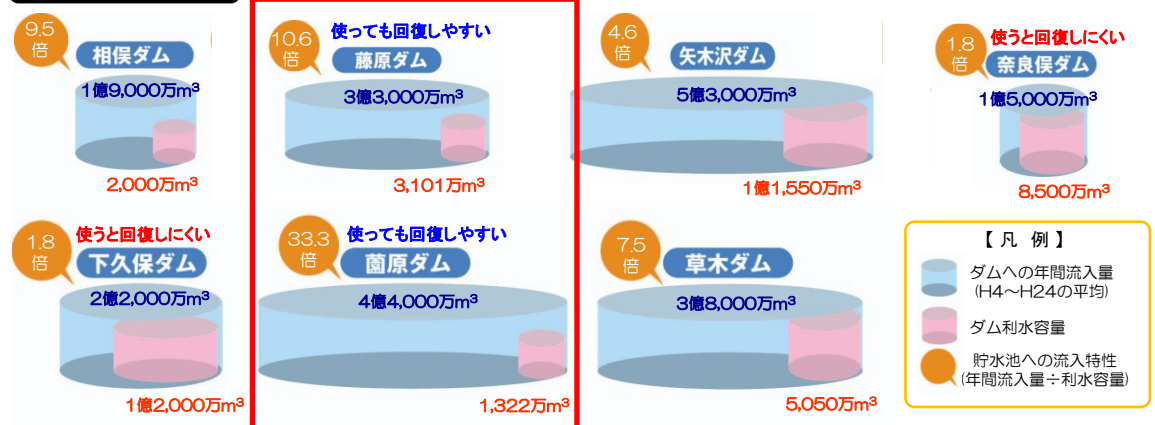 9.5
倍
相俣ダム
1億9,000万m³
2,000万m³
10.6
倍
使っても回復しやすい
藤原ダム
3億3,000万m³
3,101万m³
4.6
倍
矢木沢ダム
5億3,000万m³
1億1,550万m³
1.8
倍
使うと回復しにくい
奈良俣ダム
1億5,000万m³
8,500万m³
1.8
倍
使うと回復しにくい
下久保ダム
2億2,000万m³
1億2,000万m³
33.3
倍
使っても回復しやすい
薗原ダム
4億4,000万m³
1,322万m³
7.5
倍
草木ダム
3億8,000万m³
5,050万m³
【 凡 例 】
ダムへの年間流入量
(H4～H24の平均)
ダム利水容量
貯水池への流入特性
(年間流入量÷利水容量)